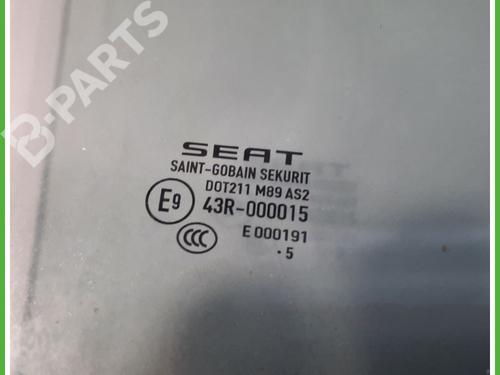 B-PARTS
SEAT
SAINT-GOBAIN SEKURIT
DOT211 M89 AS2
E9 43R-000015
CCC E 000191
· 5